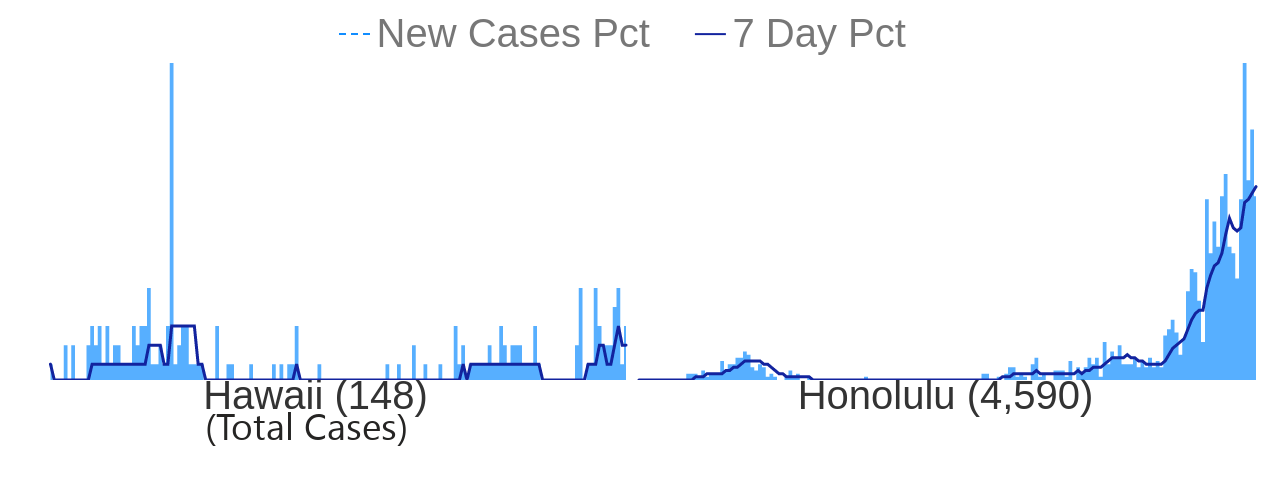 New Cases Pct 7 Day Pct
Hawaii (148) Honolulu (4,590)
(Total Cases)